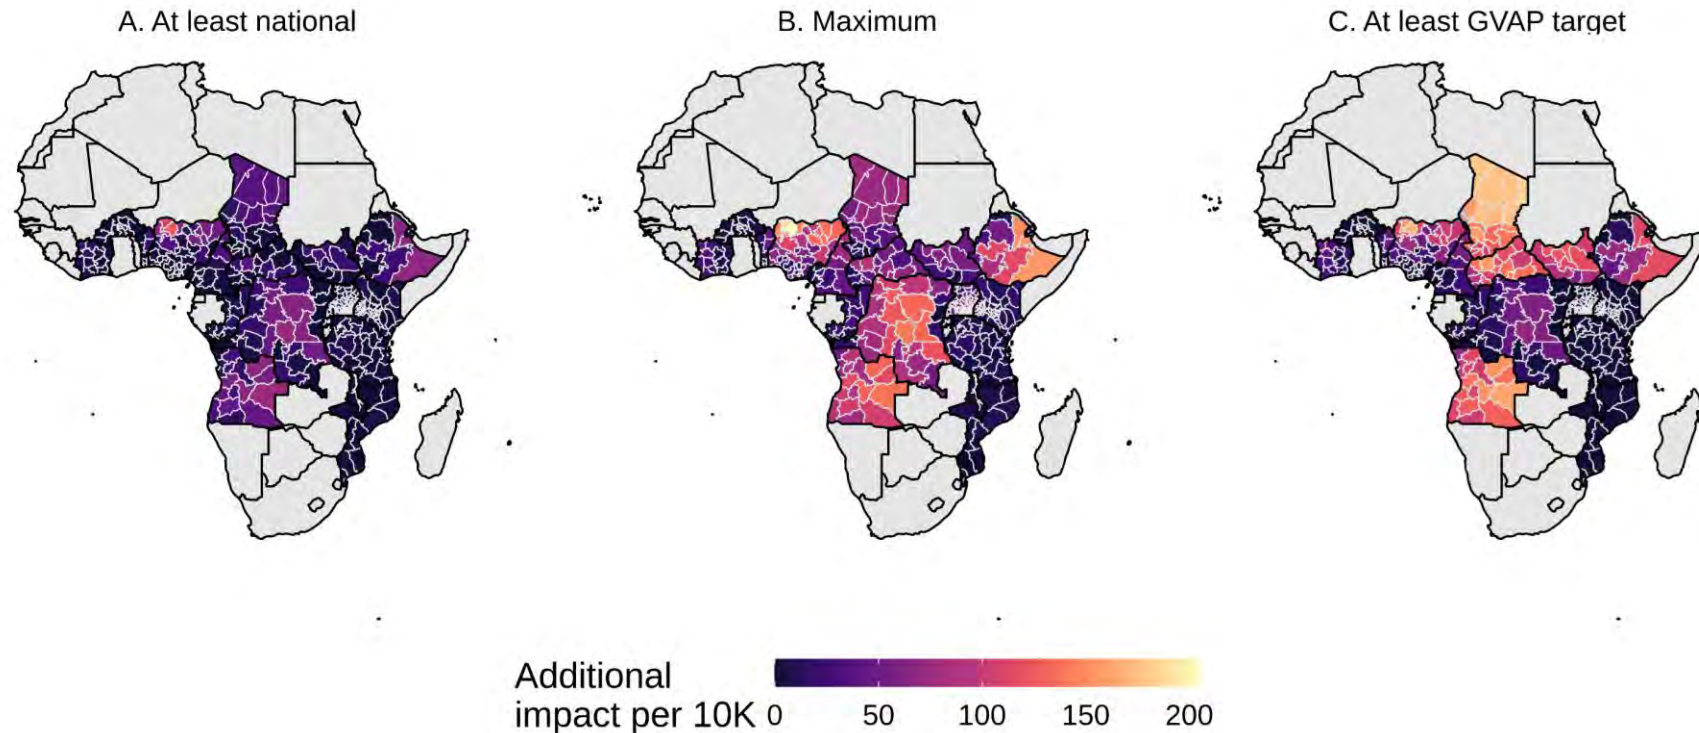 A. At least national
B. Maximum
C. At least GVAP target
Additional
impact per 10K
0 50 100 150 200